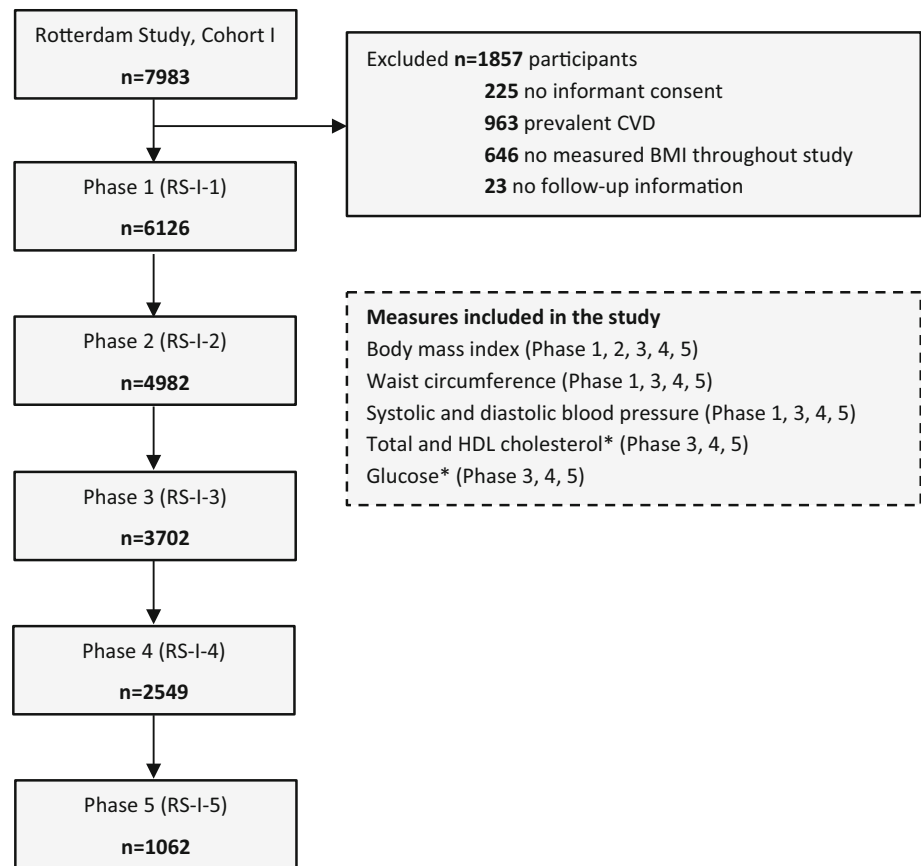 Rotterdam Study, Cohort I
n=7983
Excluded n=1857 participants
225 no informant consent
963 prevalent CVD
646 no measured BMI throughout study
23 no follow-up information
Phase 1 (RS-I-1)
n=6126
Phase 2 (RS-I-2)
n=4982
Measures included in the study
Body mass index (Phase 1, 2, 3, 4, 5)
Waist circumference (Phase 1, 3, 4, 5)
Systolic and diastolic blood pressure (Phase 1, 3, 4, 5)
Total and HDL cholesterol* (Phase 3, 4, 5)
Glucose* (Phase 3, 4, 5)
Phase 3 (RS-I-3)
n=3702
Phase 4 (RS-I-4)
n=2549
Phase 5 (RS-I-5)
n=1062